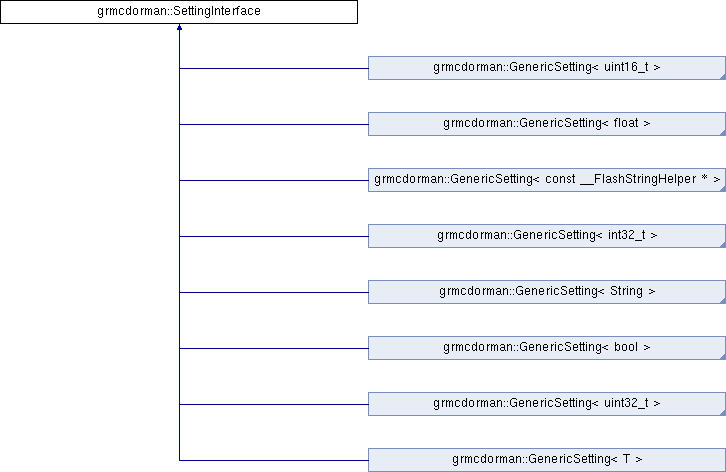 grmcdorman::SettingInterface
grmcdorman::GenericSetting< uint16_t >
grmcdorman::GenericSetting< float >
grmcdorman::GenericSetting< const __FlashStringHelper * >
grmcdorman::GenericSetting< int32_t >
grmcdorman::GenericSetting< String >
grmcdorman::GenericSetting< bool >
grmcdorman::GenericSetting< uint32_t >
grmcdorman::GenericSetting< T >